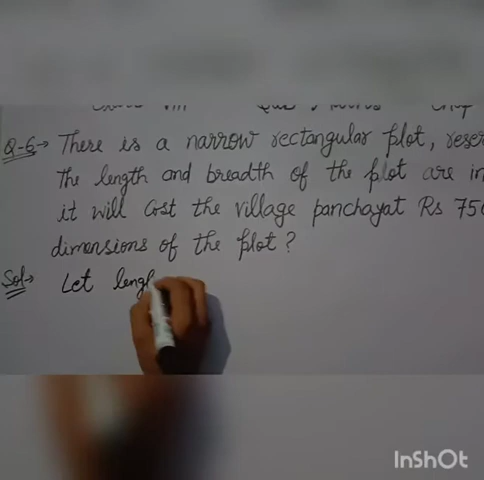 Q-6→ There is a narrow rectangular plot, reser
The length and breadth of the plot are in
it will cost the village panchayat Rs 75
dimensions of the plot?
Sol→ Let leng
InShOt